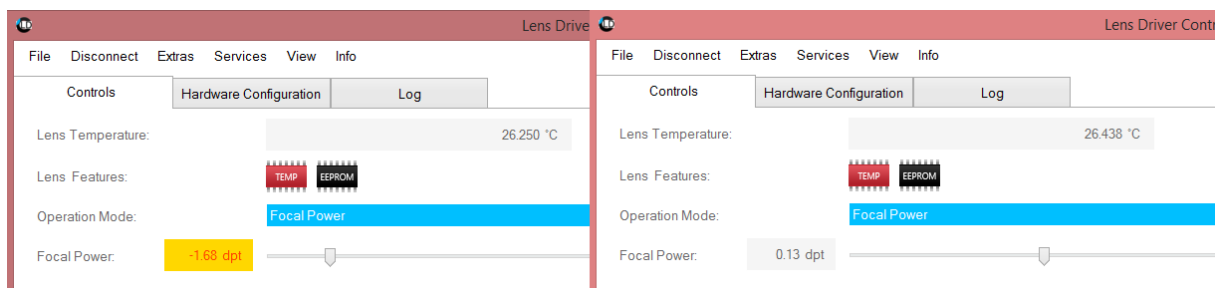 Lens Drive
File Disconnect Extras Services View Info
Controls Hardware Configuration Log
Lens Temperature: 26.250 °C
Lens Features: TEMP EEPROM
Operation Mode: Focal Power
Focal Power: -1.68 dpt
Lens Driver Contr
File Disconnect Extras Services View Info
Controls Hardware Configuration Log
Lens Temperature: 26.438 °C
Lens Features: TEMP EEPROM
Operation Mode: Focal Power
Focal Power: 0.13 dpt